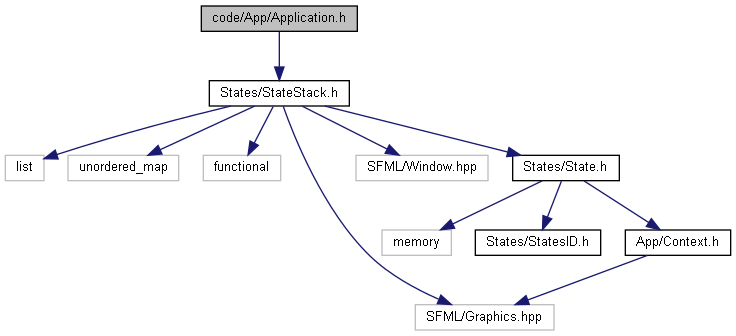 code/App/Application.h
States/StateStack.h
list
unordered_map
functional
SFML/Window.hpp
States/State.h
memory
States/StatesID.h
App/Context.h
SFML/Graphics.hpp